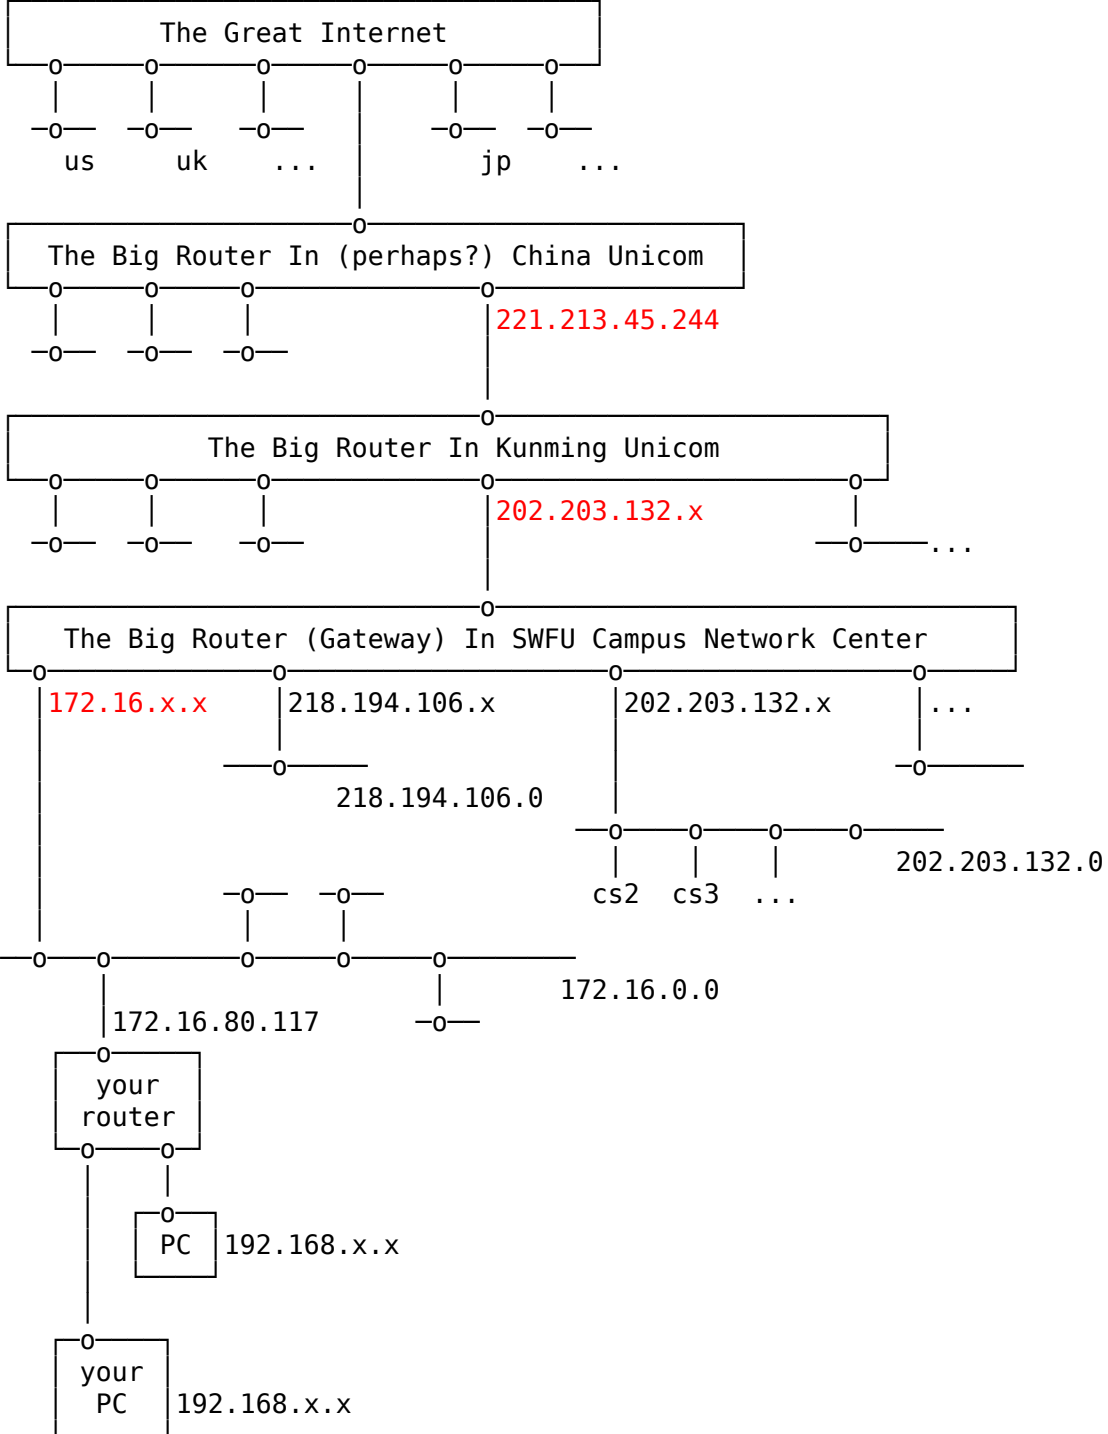 The Great Internet
us uk ... jp ...
The Big Router In (perhaps?) China Unicom
221.213.45.244
The Big Router In Kunming Unicom
202.203.132.x
...
The Big Router (Gateway) In SWFU Campus Network Center
172.16.x.x 218.194.106.x 202.203.132.x ...
218.194.106.0
202.203.132.0
cs2 cs3 ...
172.16.0.0
172.16.80.117
your
router
PC 192.168.x.x
your
PC 192.168.x.x